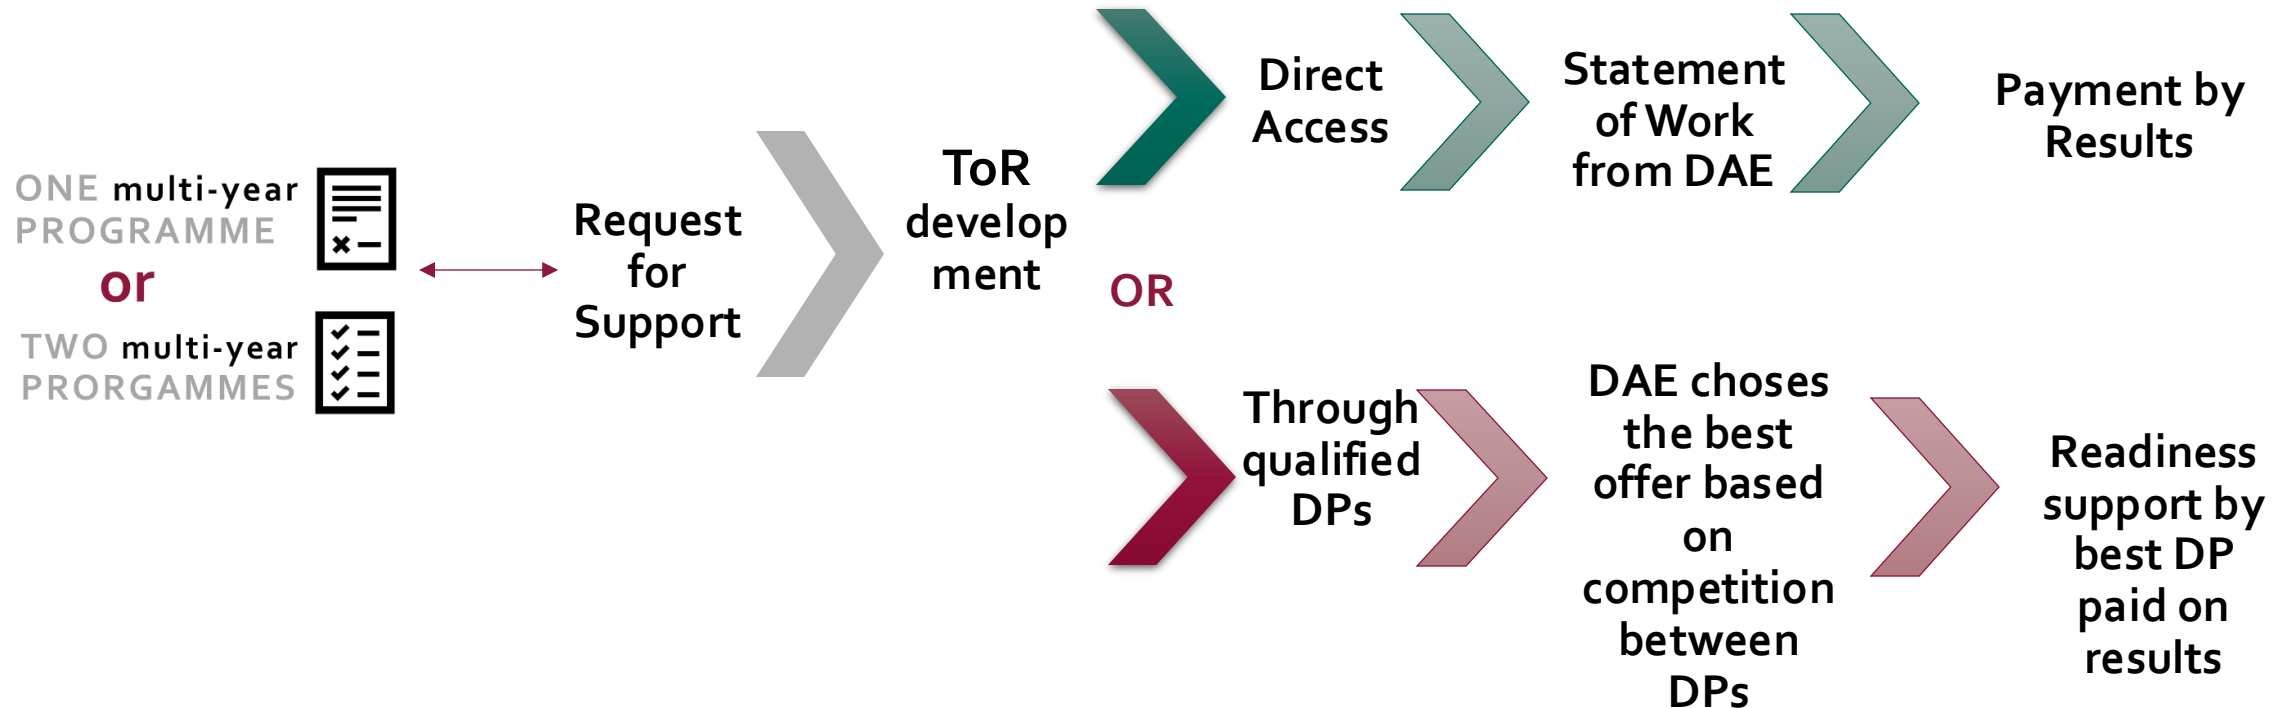 ONE multi-year
PROGRAMME
or
TWO multi-year
PRORGAMMES
Request
for
Support
ToR
develop
ment
Direct
Access
Statement
of Work
from DAE
Payment by
Results
OR
Through
qualified
DPs
DAE choses
the best
offer based
on
competition
between
DPs
Readiness
support by
best DP
paid on
results